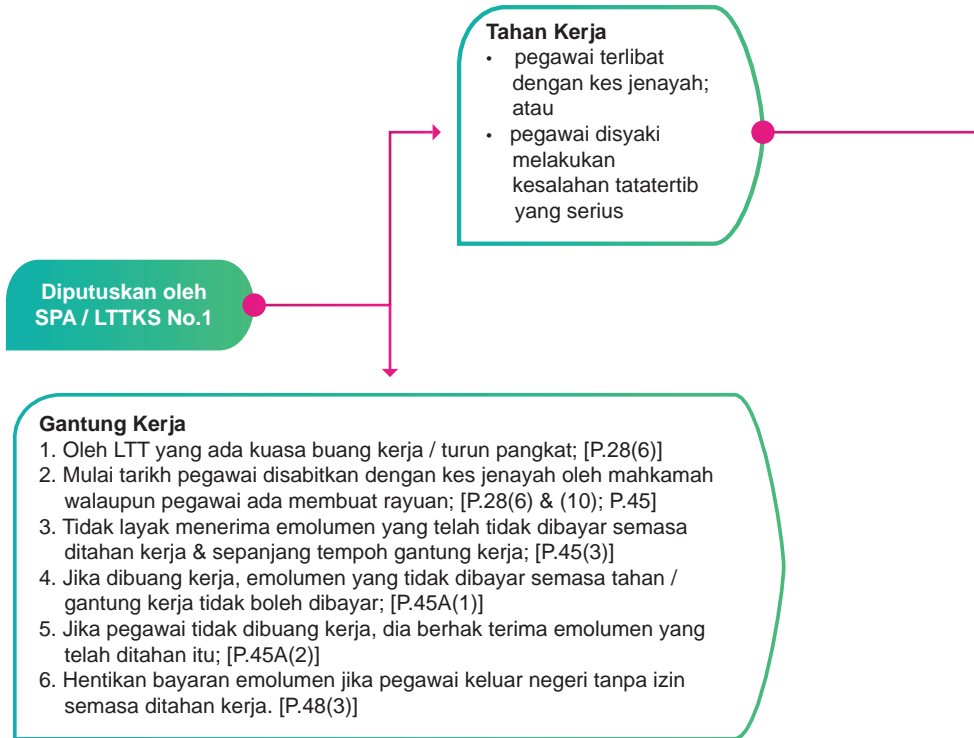 Tahan Kerja
• pegawai terlibat
dengan kes jenayah;
atau
• pegawai disyaki
melakukan
kesalahan tatatertib
yang serius
Diputuskan oleh
SPA / LTTKS No.1
Gantung Kerja
1. Oleh LTT yang ada kuasa buang kerja / turun pangkat; [P.28(6)]
2. Mulai tarikh pegawai disabitkan dengan kes jenayah oleh mahkamah
walaupun pegawai ada membuat rayuan; [P.28(6) & (10); P.45]
3. Tidak layak menerima emolumen yang telah tidak dibayar semasa
ditahan kerja & sepanjang tempoh gantung kerja; [P.45(3)]
4. Jika dibuang kerja, emolumen yang tidak dibayar semasa tahan /
gantung kerja tidak boleh dibayar; [P.45A(1)]
5. Jika pegawai tidak dibuang kerja, dia berhak terima emolumen yang
telah ditahan itu; [P.45A(2)]
6. Hentikan bayaran emolumen jika pegawai keluar negeri tanpa izin
semasa ditahan kerja. [P.48(3)]